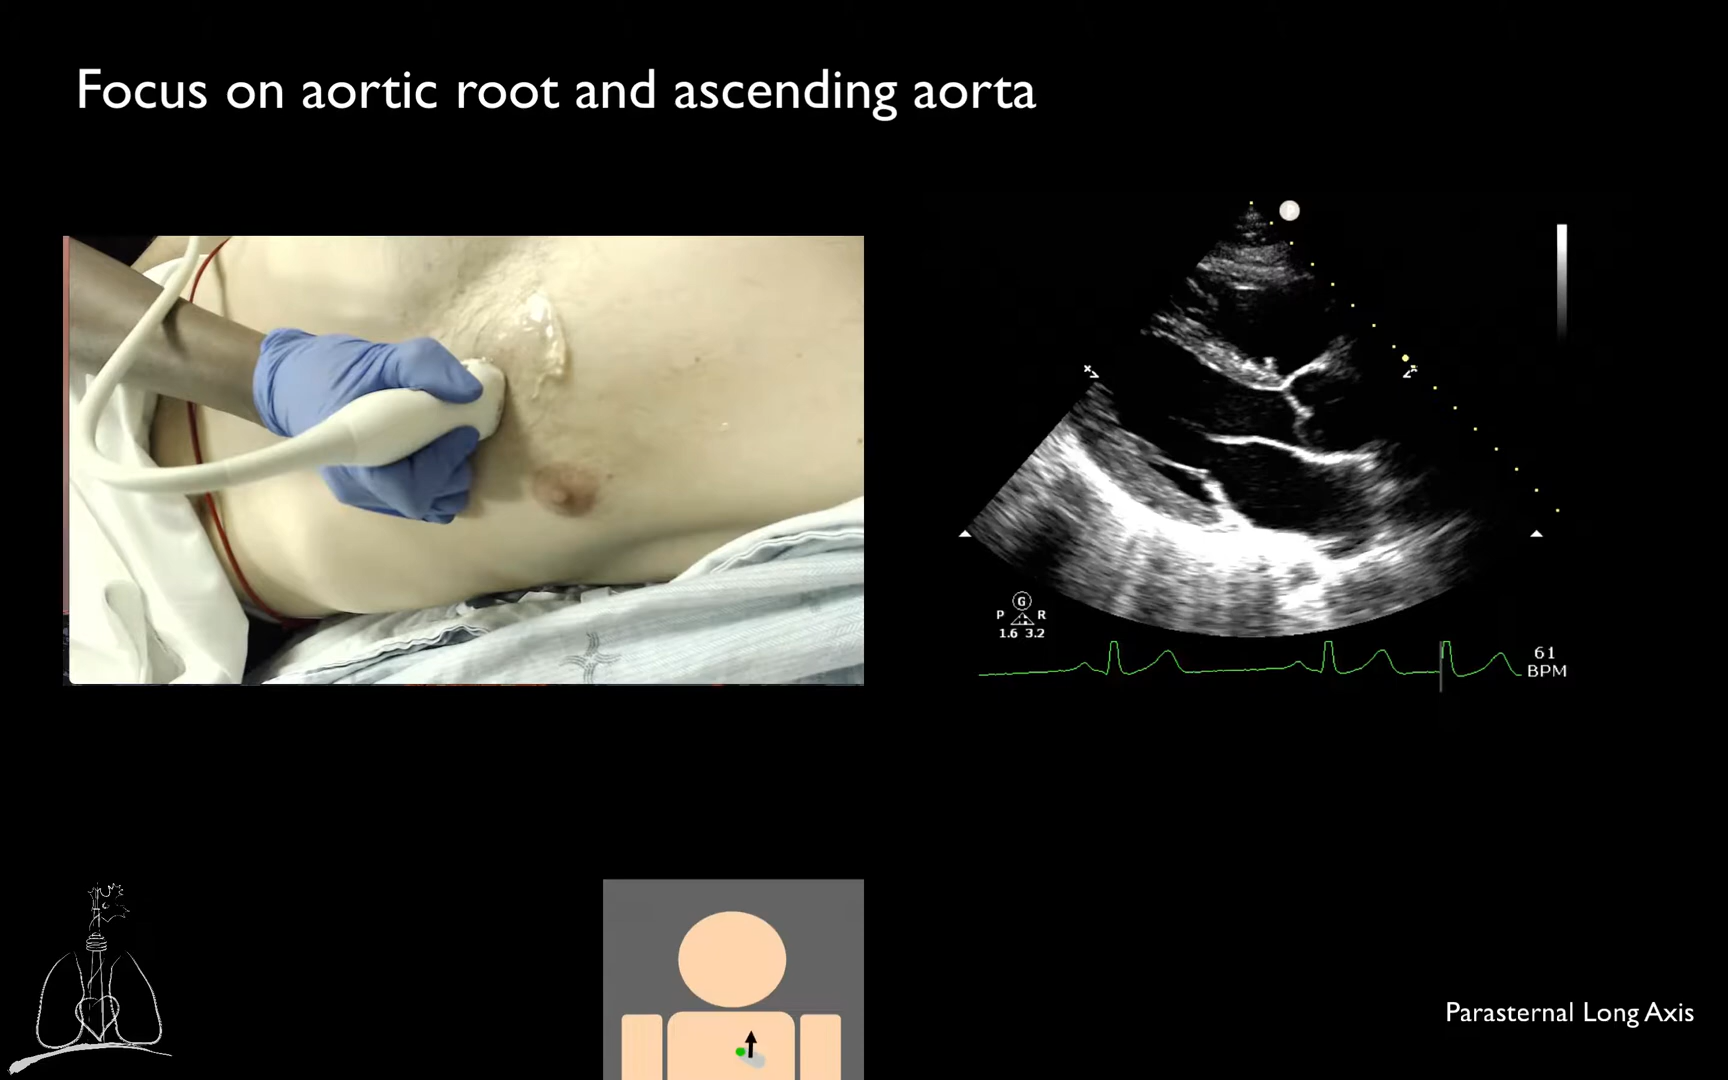 Focus on aortic root and ascending aorta
G
P R
1.6 3.2
61
BPM
Parasternal Long Axis